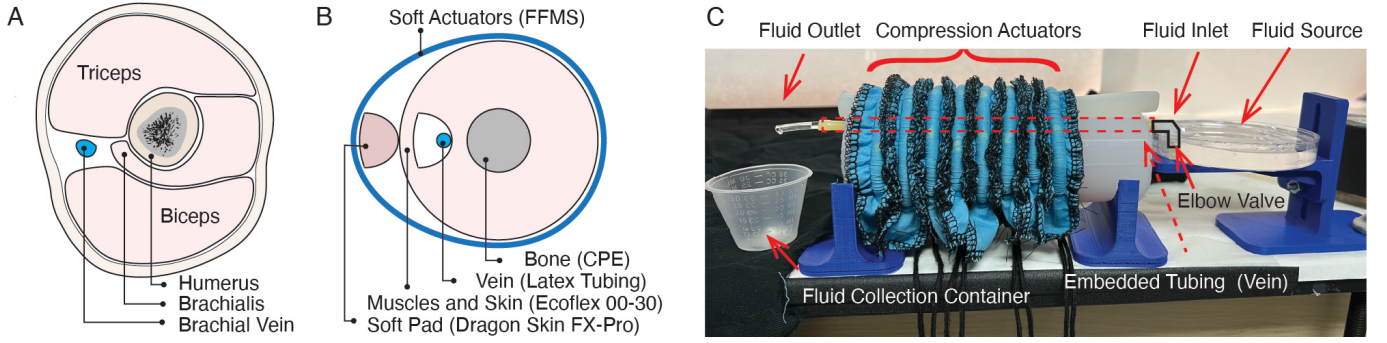 A
Triceps
Biceps
Humerus
Brachialis
Brachial Vein
B
Soft Actuators (FFMS)
Bone (CPE)
Vein (Latex Tubing)
Muscles and Skin (Ecoflex 00-30)
Soft Pad (Dragon Skin FX-Pro)
C
Fluid Outlet
Compression Actuators
Fluid Inlet
Fluid Source
Elbow Valve
Embedded Tubing (Vein)
Fluid Collection Container